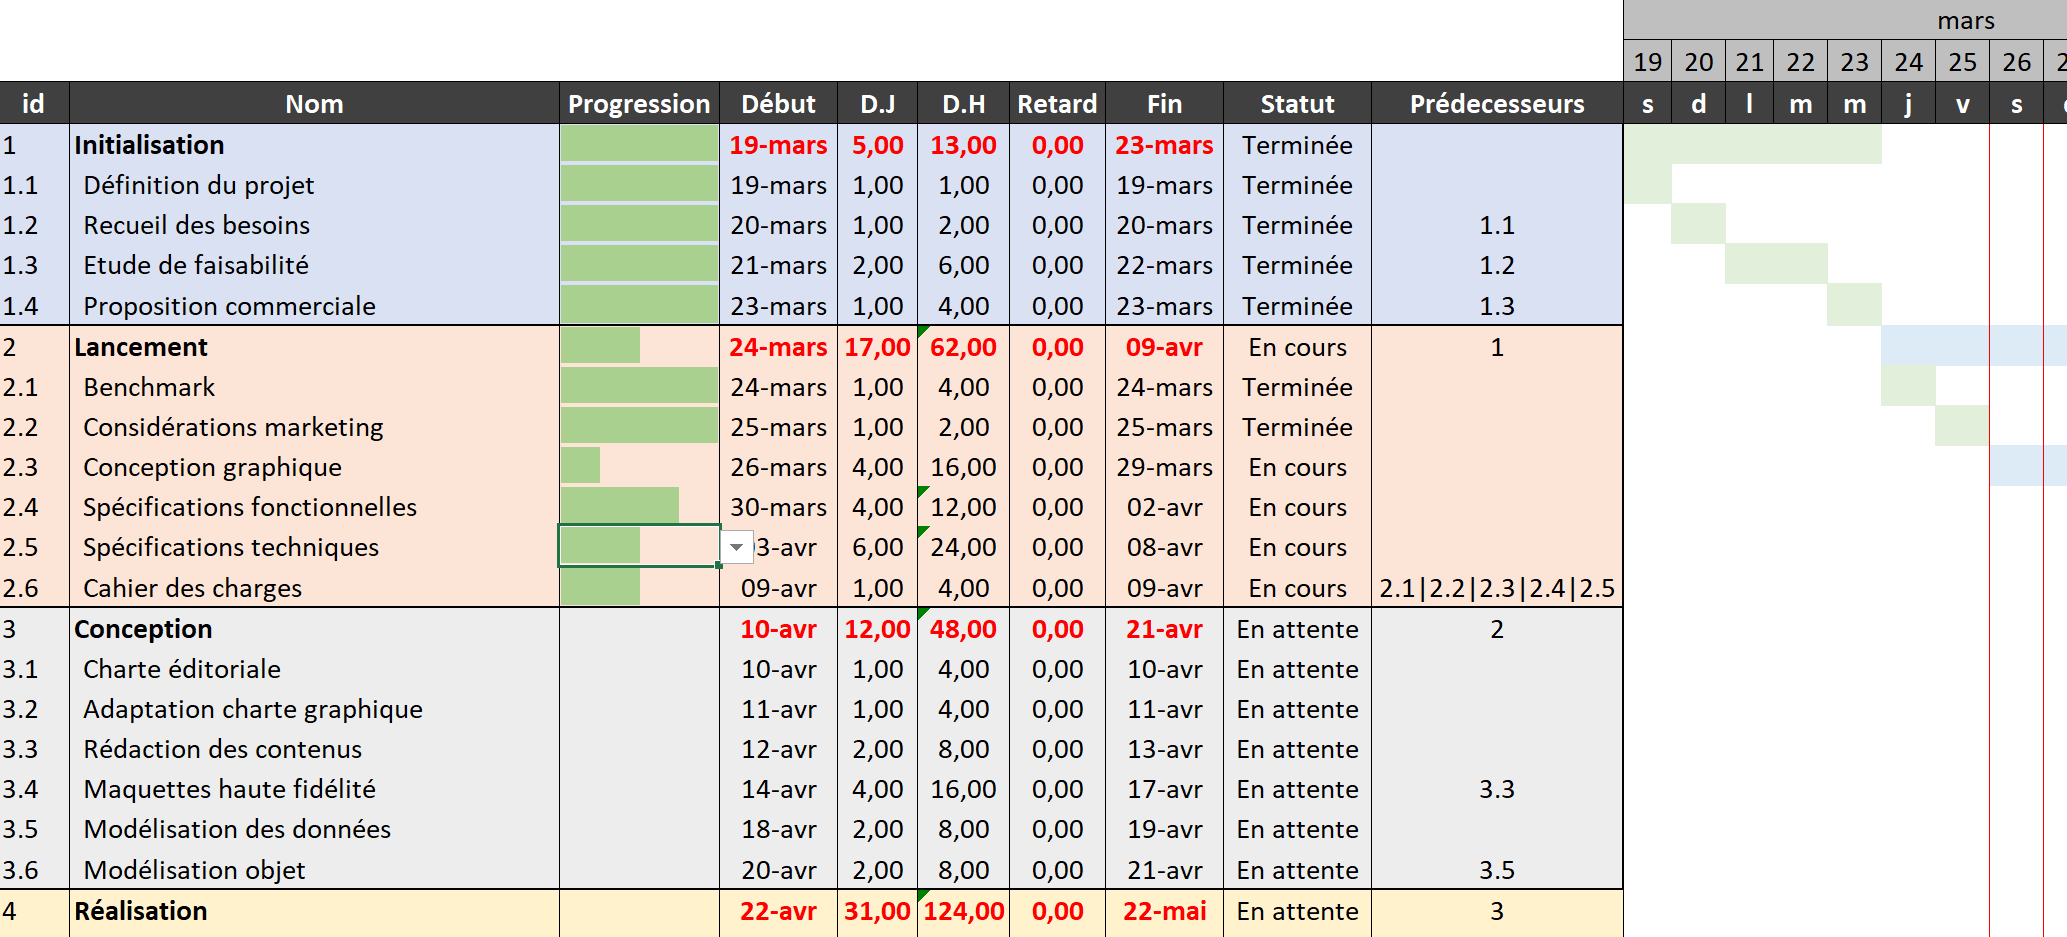 mars
19 20 21 22 23 24 25 26 2
id Nom Progression Début D.J D.H Retard Fin Statut Prédecesseurs s d l m m j v s
1 Initialisation 19-mars 5,00 13,00 0,00 23-mars Terminée
1.1 Définition du projet 19-mars 1,00 1,00 0,00 19-mars Terminée
1.2 Recueil des besoins 20-mars 1,00 2,00 0,00 20-mars Terminée 1.1
1.3 Etude de faisabilité 21-mars 2,00 6,00 0,00 22-mars Terminée 1.2
1.4 Proposition commerciale 23-mars 1,00 4,00 0,00 23-mars Terminée 1.3
2 Lancement 24-mars 17,00 62,00 0,00 09-avr En cours 1
2.1 Benchmark 24-mars 1,00 4,00 0,00 24-mars Terminée
2.2 Considérations marketing 25-mars 1,00 2,00 0,00 25-mars Terminée
2.3 Conception graphique 26-mars 4,00 16,00 0,00 29-mars En cours
2.4 Spécifications fonctionnelles 30-mars 4,00 12,00 0,00 02-avr En cours
2.5 Spécifications techniques 3-avr 6,00 24,00 0,00 08-avr En cours
2.6 Cahier des charges 09-avr 1,00 4,00 0,00 09-avr En cours 2.1|2.2|2.3|2.4|2.5
3 Conception 10-avr 12,00 48,00 0,00 21-avr En attente 2
3.1 Charte éditoriale 10-avr 1,00 4,00 0,00 10-avr En attente
3.2 Adaptation charte graphique 11-avr 1,00 4,00 0,00 11-avr En attente
3.3 Rédaction des contenus 12-avr 2,00 8,00 0,00 13-avr En attente
3.4 Maquettes haute fidélité 14-avr 4,00 16,00 0,00 17-avr En attente 3.3
3.5 Modélisation des données 18-avr 2,00 8,00 0,00 19-avr En attente
3.6 Modélisation objet 20-avr 2,00 8,00 0,00 21-avr En attente 3.5
4 Réalisation 22-avr 31,00 124,00 0,00 22-mai En attente 3